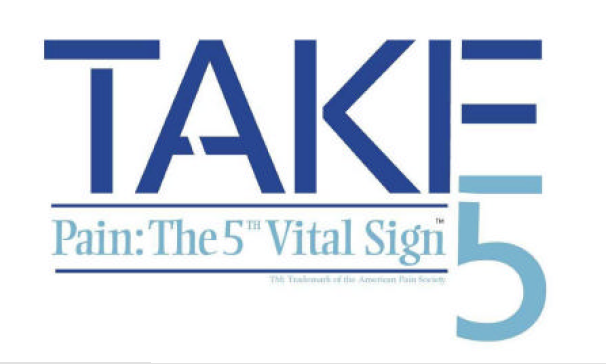 TAKE
5
Pain: The 5TH Vital Sign™
TM Trademark of the American Pain Society